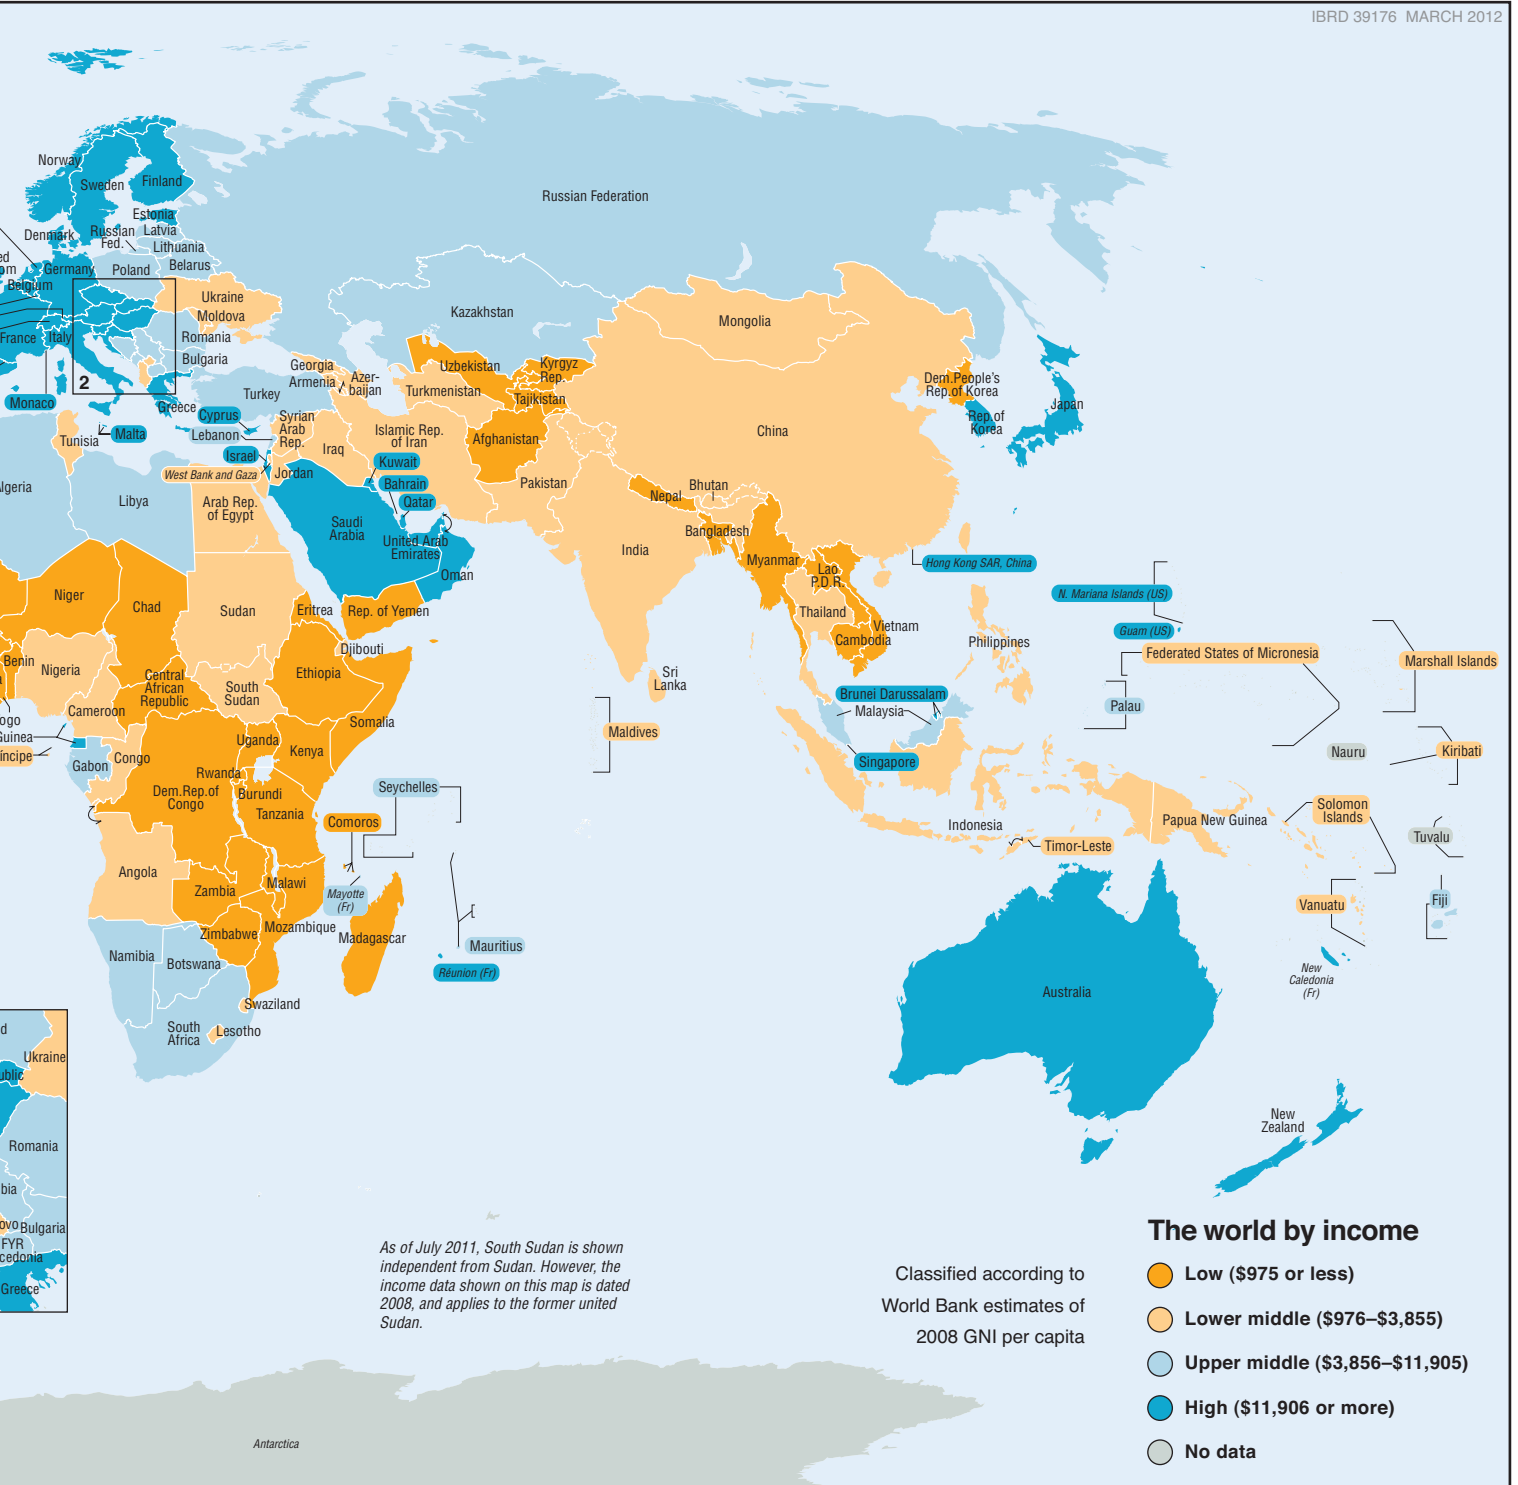 IBRD 39176 MARCH 2012
Norway
Sweden
Finland
Russian Federation
Estonia
Russian
Fed.
Latvia
Denmark
Lithuania
Germany
Poland
Belarus
Belgium
Ukraine
Moldova
Kazakhstan
Mongolia
France
Italy
Romania
Bulgaria
2
Georgia
Armenia
Azer-
baijan
Uzbekistan
Kyrgyz
Rep.
Turkmenistan
Tajikistan
Dem.People's
Rep.of Korea
Rep.of
Korea
Japan
Monaco
Greece
Turkey
Cyprus
Syrian
Arab
Rep.
Lebanon
Islamic Rep.
of Iran
Afghanistan
China
Tunisia
Malta
Israel
Iraq
West Bank and Gaza
Jordan
Kuwait
Bahrain
Qatar
Pakistan
Nepal
Bhutan
lgeria
Libya
Arab Rep.
of Egypt
Saudi
Arabia
United Arab
Emirates
Oman
India
Bangladesh
Myanmar
Lao
P.D.R.
Hong Kong SAR, China
Niger
Chad
Sudan
Eritrea
Rep. of Yemen
Thailand
Vietnam
Cambodia
Philippines
N. Mariana Islands (US)
Guam (US)
Federated States of Micronesia
Marshall Islands
Benin
Nigeria
Central
African
Republic
South
Sudan
Djibouti
Ethiopia
Sri
Lanka
Brunei Darussalam
Malaysia
Palau
ogo
Guinea
Cameroon
Somalia
Maldives
Singapore
Nauru
Kiribati
íncipe
Gabon
Congo
Uganda
Kenya
Rwanda
Dem.Rep.of
Congo
Burundi
Tanzania
Seychelles
Comoros
Indonesia
Papua New Guinea
Solomon
Islands
Timor-Leste
Tuvalu
Angola
Zambia
Malawi
Mayotte
(Fr)
Vanuatu
Fiji
Zimbabwe
Mozambique
Madagascar
Mauritius
Namibia
Botswana
Réunion (Fr)
New
Caledonia
(Fr)
Australia
Swaziland
South
Africa
Lesotho
d
Ukraine
ublic
Romania
bia
ovo
Bulgaria
FYR
cedonia
Greece
New
Zealand
As of July 2011, South Sudan is shown
independent from Sudan. However, the
income data shown on this map is dated
2008, and applies to the former united
Sudan.
Classified according to
World Bank estimates of
2008 GNI per capita
The world by income
Low ($975 or less)
Lower middle ($976–$3,855)
Upper middle ($3,856–$11,905)
High ($11,906 or more)
No data
Antarctica